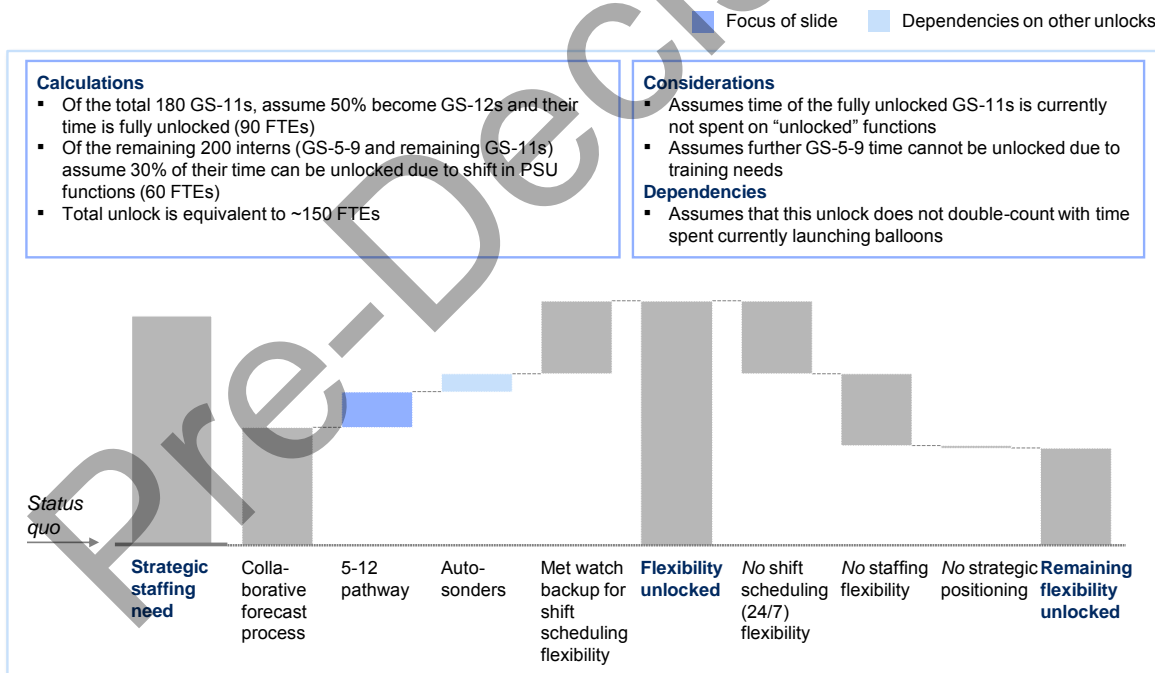 Focus of slide
Dependencies on other unlocks
Calculations
▪ Of the total 180 GS-11s, assume 50% become GS-12s and their
time is fully unlocked (90 FTEs)
▪ Of the remaining 200 interns (GS-5-9 and remaining GS-11s)
assume 30% of their time can be unlocked due to shift in PSU
functions (60 FTEs)
▪ Total unlock is equivalent to ~150 FTEs
Considerations
▪ Assumes time of the fully unlocked GS-11s is currently
not spent on “unlocked” functions
▪ Assumes further GS-5-9 time cannot be unlocked due to
training needs
Dependencies
▪ Assumes that this unlock does not double-count with time
spent currently launching balloons
Status
quo
Strategic
staffing
need
Colla-
borative
forecast
process
5-12
pathway
Auto-
sonders
Met watch
backup for
shift
scheduling
flexibility
Flexibility
unlocked
No shift
scheduling
(24/7)
flexibility
No staffing
flexibility
No strategic
positioning
Remaining
flexibility
unlocked